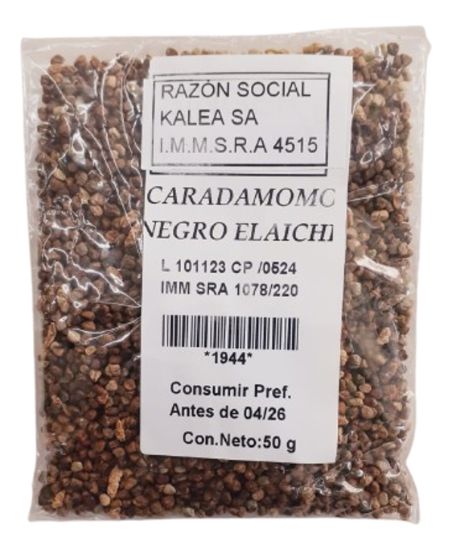 RAZÓN SOCIAL
KALEA SA
I.M.M.S.R.A 4515
CARADAMOMO
NEGRO ELAICHI
L 101123 CP /0524
IMM SRA 1078/220
*1944*
Consumir Pref.
Antes de 04/26
Con.Neto:50 g